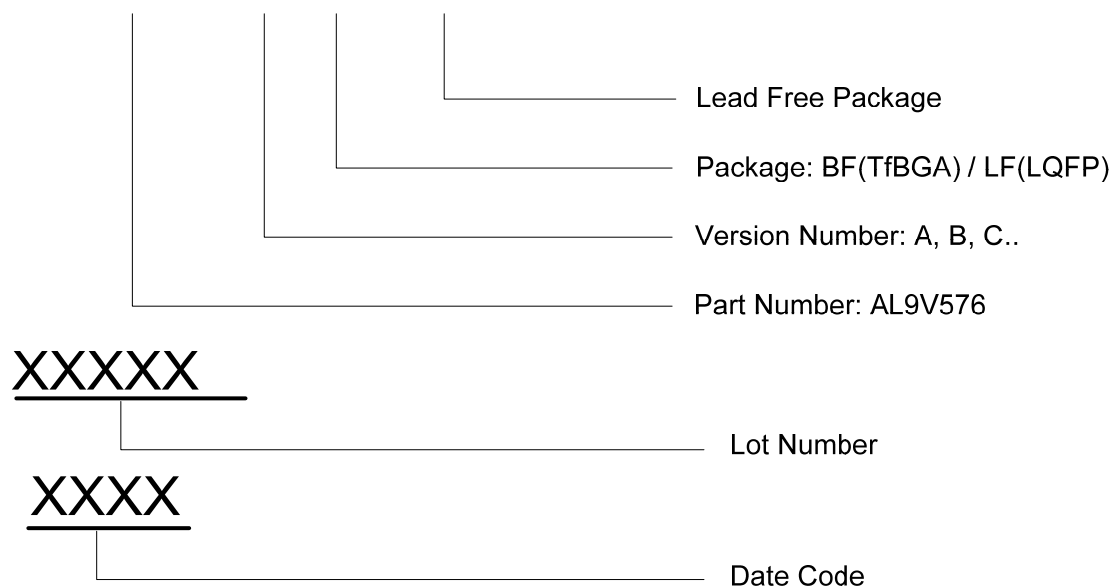 Lead Free Package
Package: BF(TfBGA) / LF(LQFP)
Version Number: A, B, C..
Part Number: AL9V576
XXXXX
Lot Number
XXXX
Date Code